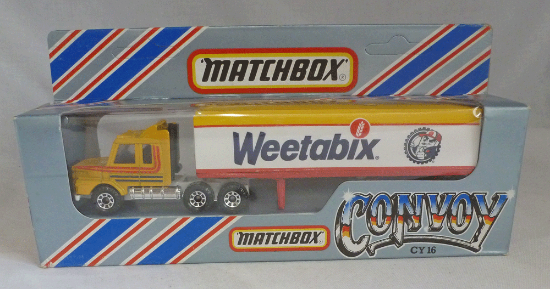 MATCHBOX
Weetabix
MATCHBOX
CONVOY
CY 16